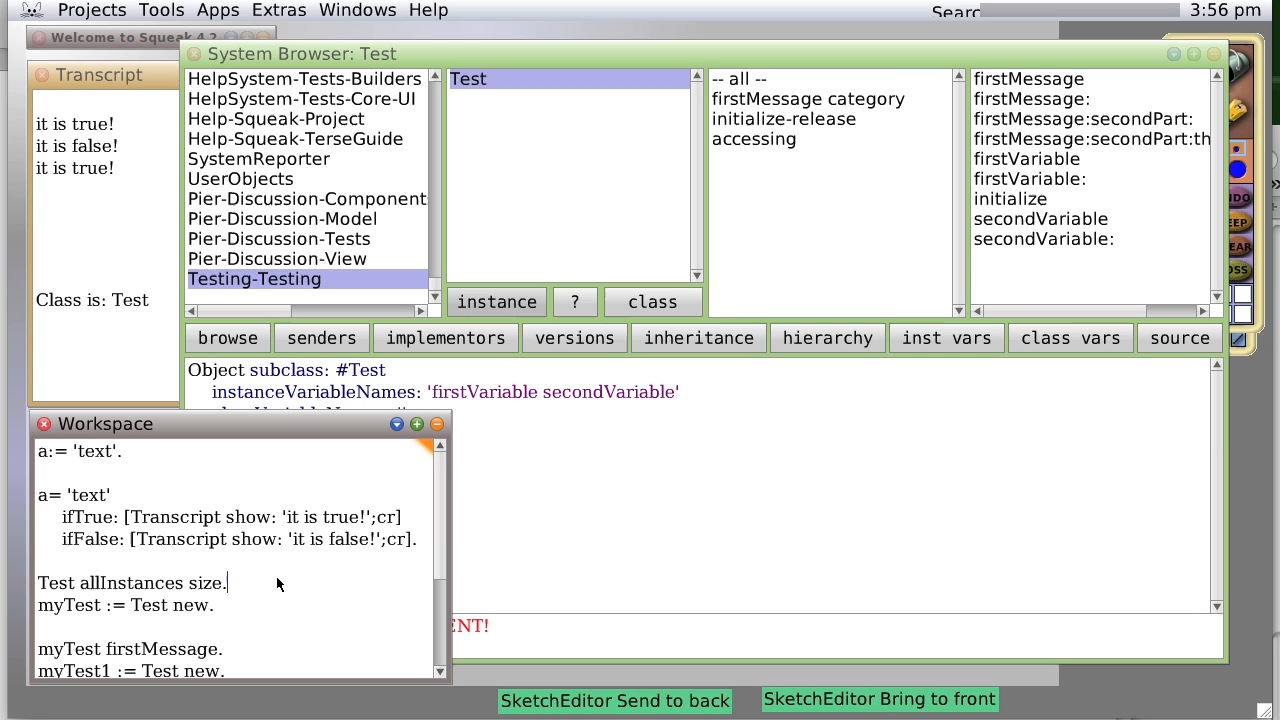 Projects Tools Apps Extras Windows Help
3:56 pm
Welcome to Squeak 4.2
System Browser: Test
Transcript
it is true!
it is false!
it is true!
Class is: Test
HelpSystem-Tests-Builders
HelpSystem-Tests-Core-UI
Help-Squeak-Project
Help-Squeak-TerseGuide
SystemReporter
UserObjects
Pier-Discussion-Component
Pier-Discussion-Model
Pier-Discussion-Tests
Pier-Discussion-View
Testing-Testing
Test
instance ? class
-- all --
firstMessage category
initialize-release
accessing
firstMessage
firstMessage:
firstMessage:secondPart:
firstMessage:secondPart:th
firstVariable
firstVariable:
initialize
secondVariable
secondVariable:
browse senders implementors versions inheritance hierarchy inst vars class vars source
Object subclass: #Test
instanceVariableNames: 'firstVariable secondVariable'
ENT!
Workspace
a:= 'text'.
a= 'text'
ifTrue: [Transcript show: 'it is true!';cr]
ifFalse: [Transcript show: 'it is false!';cr].
Test allInstances size.
myTest := Test new.
myTest firstMessage.
myTest1 := Test new.
SketchEditor Send to back
SketchEditor Bring to front